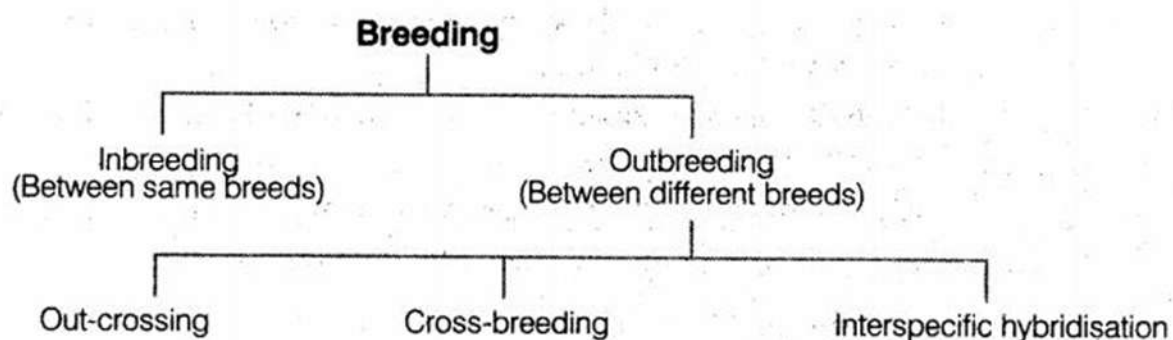 Breeding
Inbreeding
(Between same breeds)
Outbreeding
(Between different breeds)
Out-crossing
Cross-breeding
Interspecific hybridisation